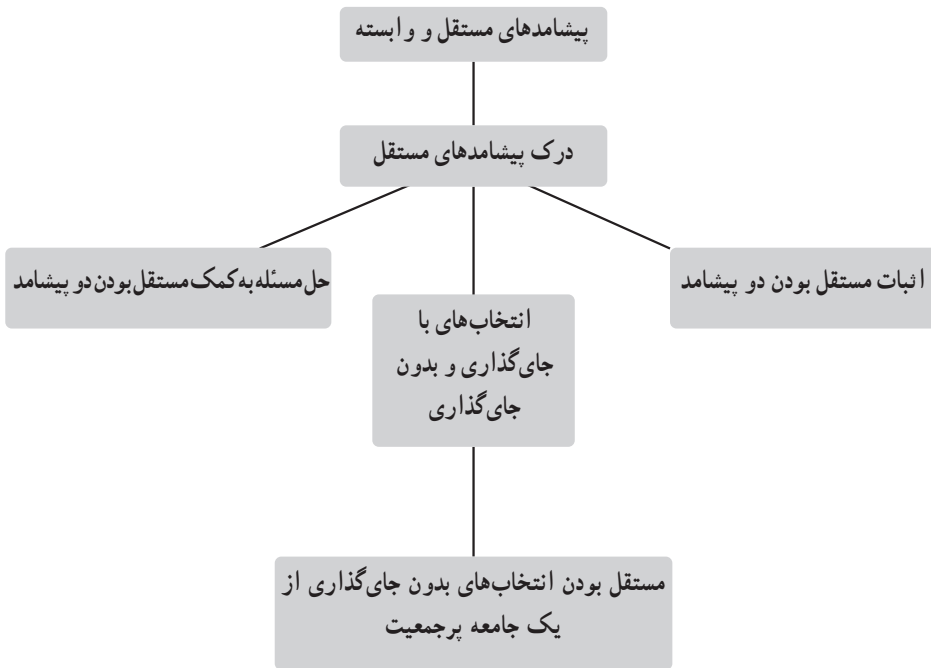 پیشامدهای مستقل و وابسته
درک پیشامدهای مستقل
اثبات مستقل بودن دو پیشامد
انتخاب‌های با
جای‌گذاری و بدون
جای‌گذاری
حل مسئله به کمک مستقل بودن دو پیشامد
مستقل بودن انتخاب‌های بدون جای‌گذاری از
یک جامعه پرجمعیت